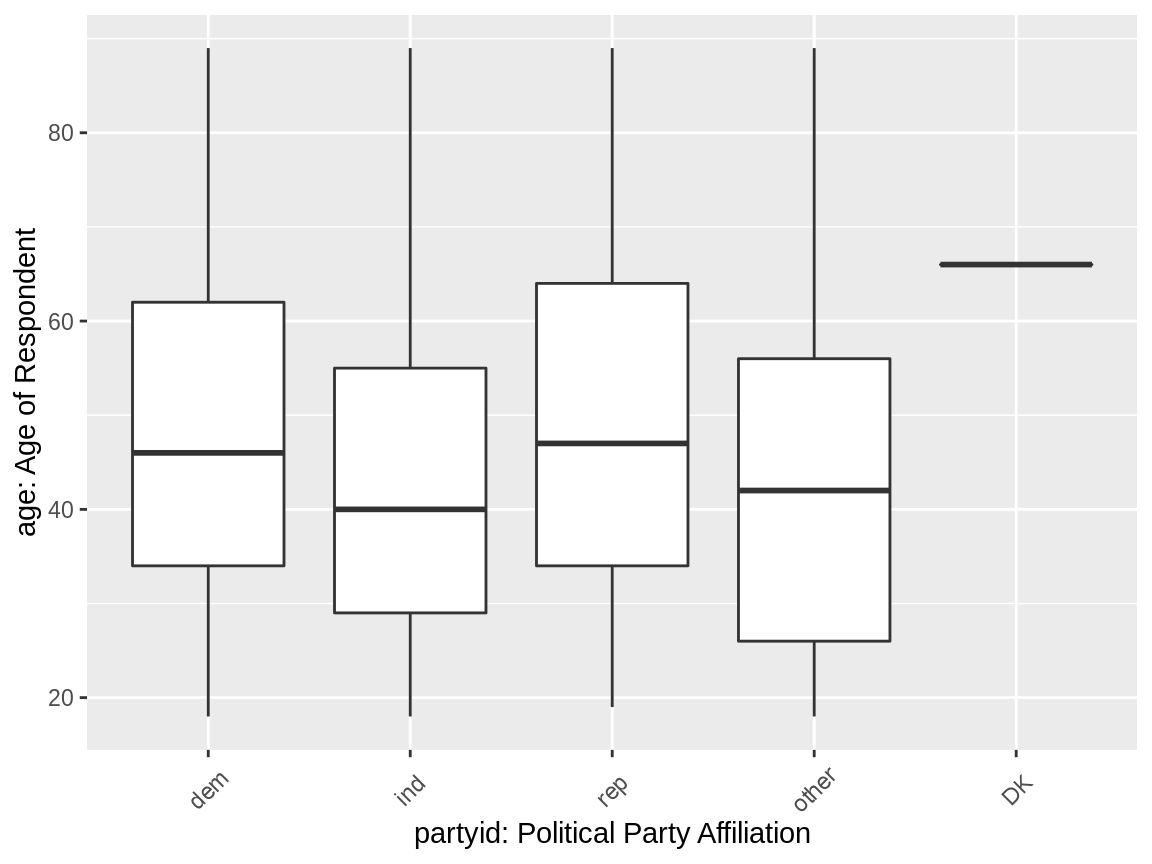 age: Age of Respondent
80
60
40
20
dem
ind
rep
other
DK
partyid: Political Party Affiliation